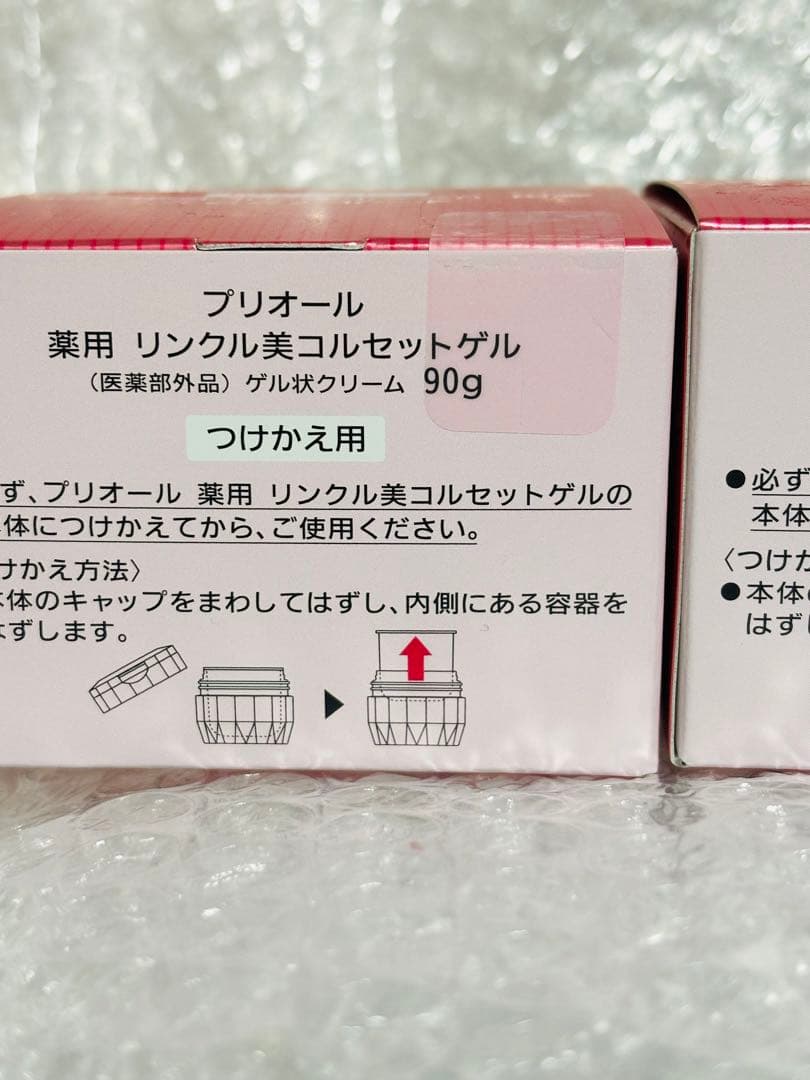 プリオール
薬用 リンクル美コルセットゲル
（医薬部外品）ゲル状クリーム 90g
つけかえ用
ず、プリオール 薬用 リンクル美コルセットゲルの
体につけかえてから、ご使用ください。
けかえ方法〉
本体のキャップをまわしてはずし、内側にある容器を
はずします。
●必ず
本体
〈つけか
●本体の
はずし